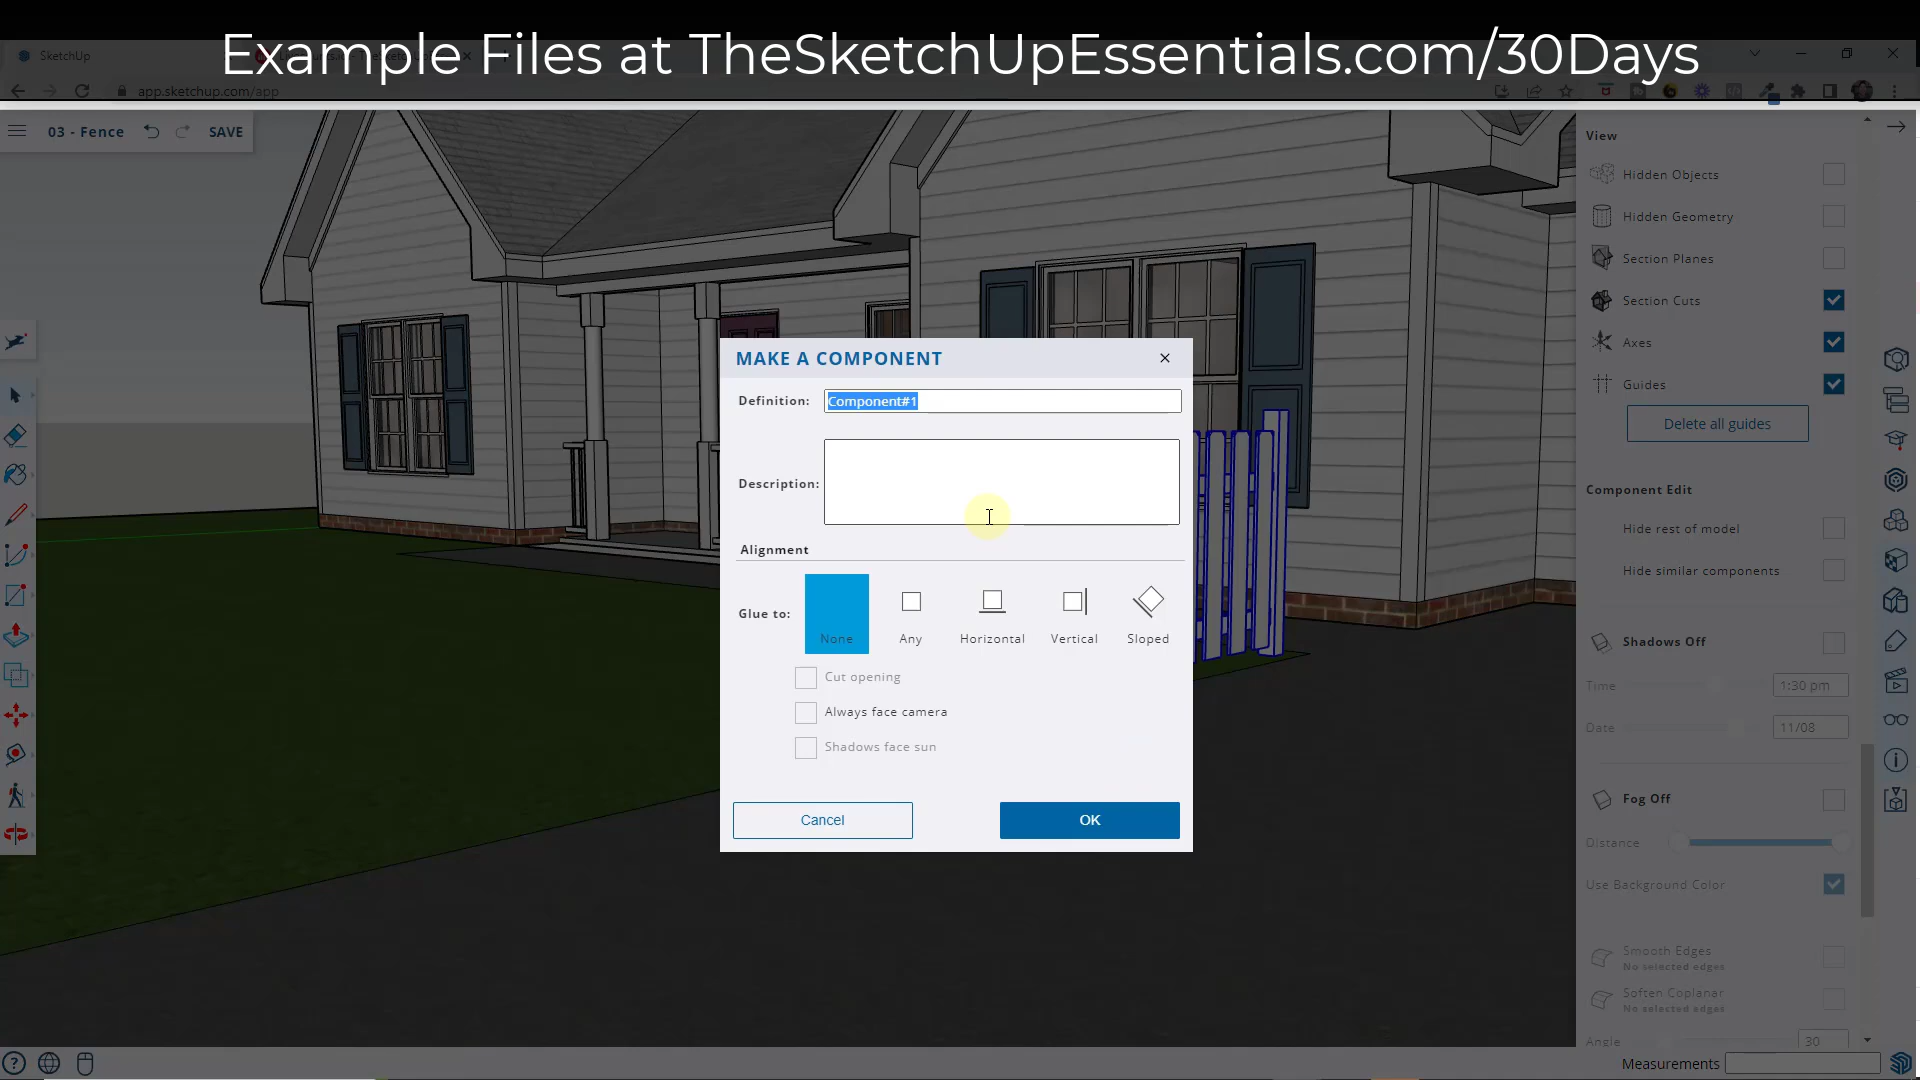 Example Files at TheSketchUpEssentials.com/30Days
SketchUp
app.sketchup.com/app
03 - Fence
SAVE
View
Hidden Objects
Hidden Geometry
Section Planes
Section Cuts
Axes
Guides
Delete all guides
Component Edit
Hide rest of model
Hide similar components
Shadows Off
Time
1:30 pm
Date
11/08
Fog Off
Distance
Use Background Color
Smooth Edges
No selected edges
Soften Coplanar
No selected edges
Angle
30
MAKE A COMPONENT
Definition:
Component#1
Description:
Alignment
Glue to:
None
Any
Horizontal
Vertical
Sloped
Cut opening
Always face camera
Shadows face sun
Cancel
OK
Measurements